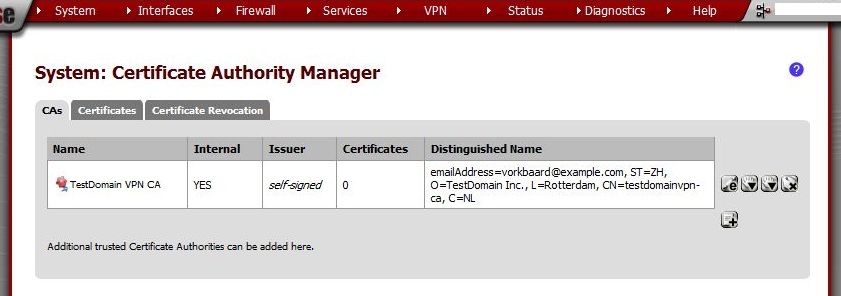 se System Interfaces Firewall Services VPN Status Diagnostics Help
System: Certificate Authority Manager
?
CAs Certificates Certificate Revocation
Name Internal Issuer Certificates Distinguished Name
TestDomain VPN CA YES self-signed 0
emailAddress=vorkbaard@example.com, ST=ZH,
O=TestDomain Inc., L=Rotterdam, CN=testdomainvpn-
ca, C=NL
e
Additional trusted Certificate Authorities can be added here.